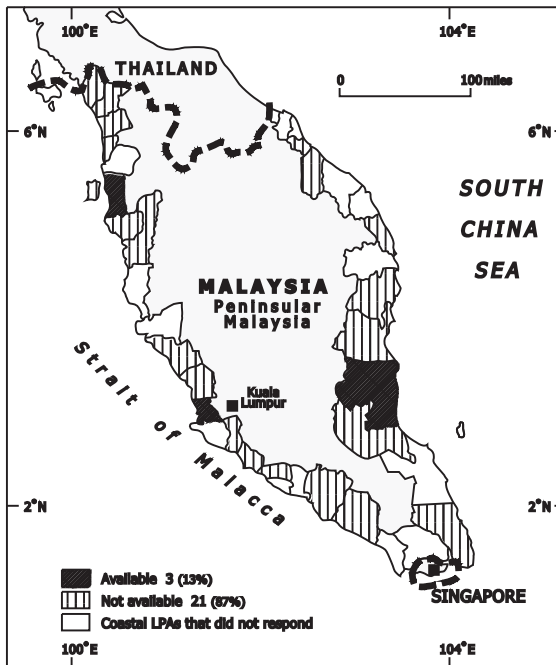 100°E
104°E
THAILAND
0
100 miles
6°N
6°N
SOUTH
CHINA
SEA
MALAYSIA
Peninsular
Malaysia
Kuala
Lumpur
Strait of Malacca
2°N
2°N
Available 3 (13%)
Not available 21 (87%)
Coastal LPAs that did not respond
SINGAPORE
100°E
104°E